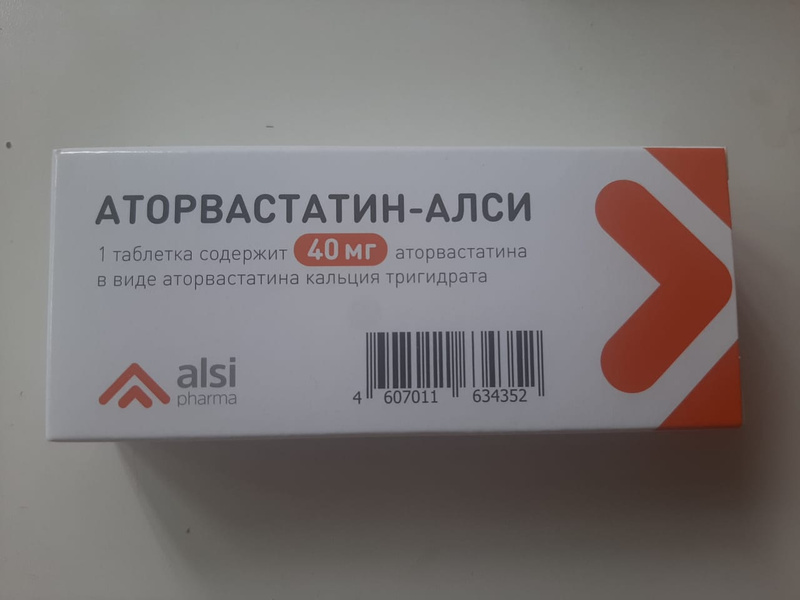 АТОРВАСТАТИН-АЛСИ
1 таблетка содержит 40 мг аторвастатина
в виде аторвастатина кальция тригидрата
alsi
pharma
4 607011 634352